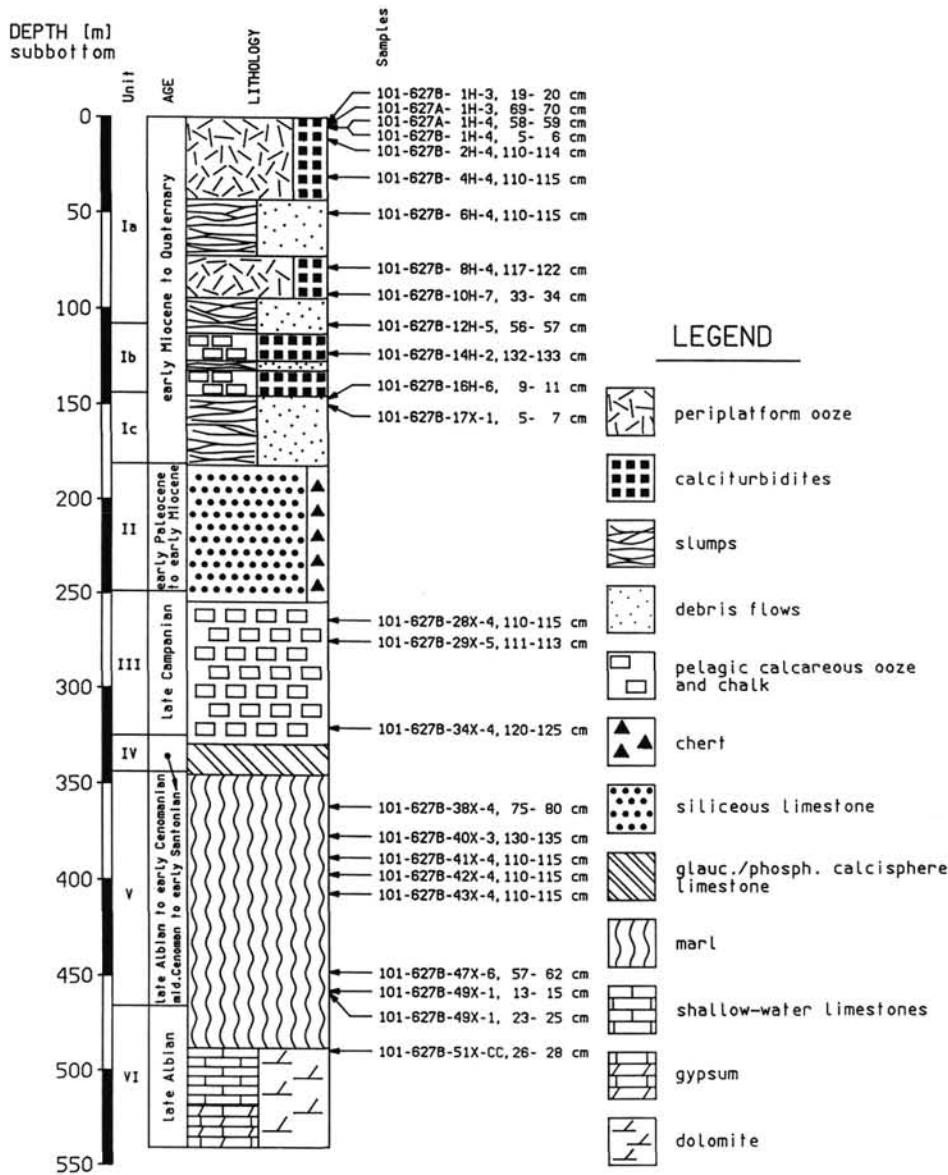 DEPTH [m]
subbottom
Unit
AGE
LITHOLOGY
Samples
0
50
100
150
200
250
300
350
400
450
500
550
Ia
Ib
Ic
II
III
IV
V
VI
early Miocene to Quaternary
early Paleocene
to early Miocene
late Campanian
late Albian to early Cenomanian
mid.Cenoman to early Santonian
late Albian
101-627B- 1H-3, 19- 20 cm
101-627A- 1H-3, 69- 70 cm
101-627A- 1H-4, 58- 59 cm
101-627B- 1H-4, 5- 6 cm
101-627B- 2H-4, 110-114 cm
101-627B- 4H-4, 110-115 cm
101-627B- 6H-4, 110-115 cm
101-627B- 8H-4, 117-122 cm
101-627B-10H-7, 33- 34 cm
101-627B-12H-5, 56- 57 cm
101-627B-14H-2, 132-133 cm
101-627B-16H-6, 9- 11 cm
101-627B-17X-1, 5- 7 cm
101-627B-28X-4, 110-115 cm
101-627B-29X-5, 111-113 cm
101-627B-34X-4, 120-125 cm
101-627B-38X-4, 75- 80 cm
101-627B-40X-3, 130-135 cm
101-627B-41X-4, 110-115 cm
101-627B-42X-4, 110-115 cm
101-627B-43X-4, 110-115 cm
101-627B-47X-6, 57- 62 cm
101-627B-49X-1, 13- 15 cm
101-627B-49X-1, 23- 25 cm
101-627B-51X-CC, 26- 28 cm
LEGEND
periplatform ooze
calciturbidites
slumps
debris flows
pelagic calcareous ooze
and chalk
chert
siliceous limestone
glauc./phosph. calcisphere
limestone
marl
shallow-water limestones
gypsum
dolomite